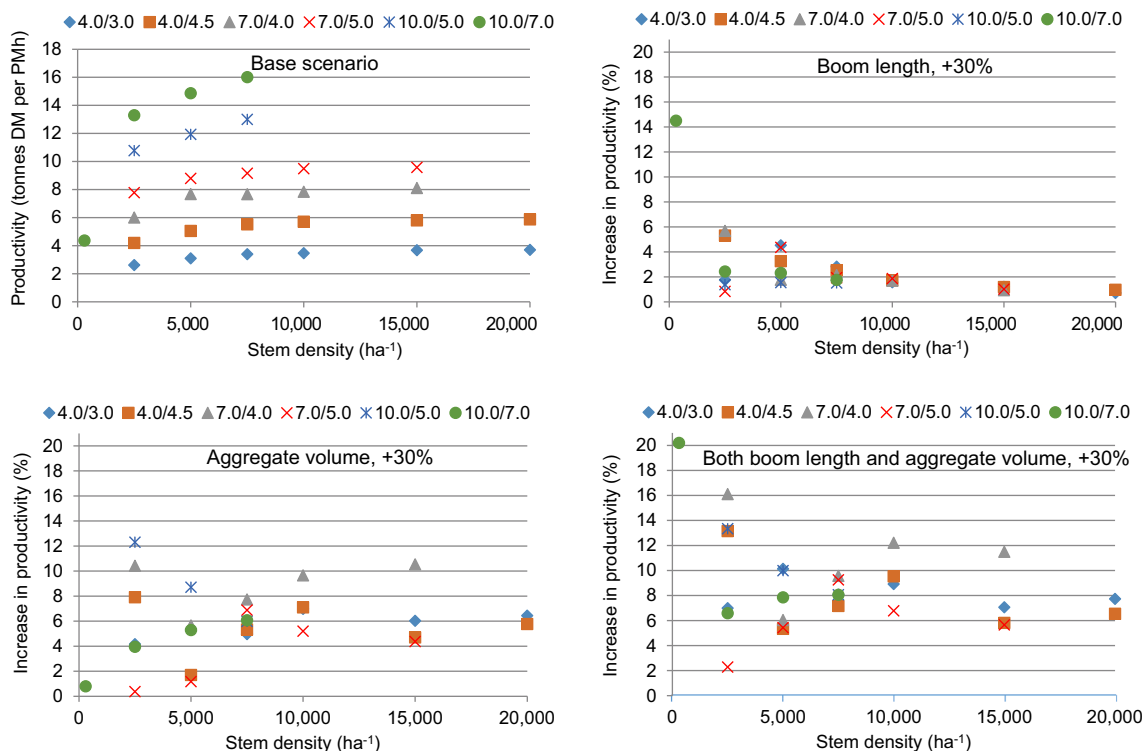 4.0/3.0 4.0/4.5 7.0/4.0 7.0/5.0 10.0/5.0 10.0/7.0
Base scenario
Productivity (tonnes DM per PMh)
18
16
14
12
10
8
6
4
2
0
0 5,000 10,000 15,000 20,000
Stem density (ha⁻¹)
4.0/3.0 4.0/4.5 7.0/4.0 7.0/5.0 10.0/5.0 10.0/7.0
Boom length, +30%
Increase in productivity (%)
20
18
16
14
12
10
8
6
4
2
0
0 5,000 10,000 15,000 20,000
Stem density (ha⁻¹)
4.0/3.0 4.0/4.5 7.0/4.0 7.0/5.0 10.0/5.0 10.0/7.0
Aggregate volume, +30%
Increase in productivity (%)
20
18
16
14
12
10
8
6
4
2
0
0 5,000 10,000 15,000 20,000
Stem density (ha⁻¹)
4.0/3.0 4.0/4.5 7.0/4.0 7.0/5.0 10.0/5.0 10.0/7.0
Both boom length and aggregate volume, +30%
Increase in productivity (%)
20
18
16
14
12
10
8
6
4
2
0
0 5,000 10,000 15,000 20,000
Stem density (ha⁻¹)